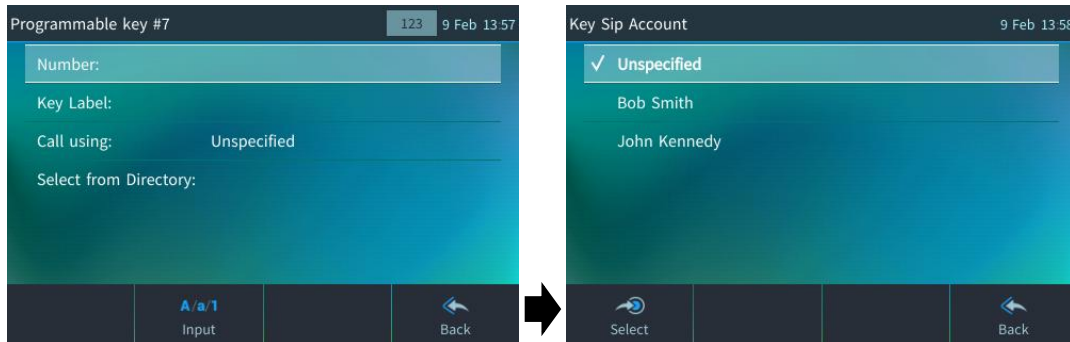 Programmable key #7 123 9 Feb 13:57
Number:
Key Label:
Call using: Unspecified
Select from Directory:
A/a/1
Input Back
Key Sip Account 9 Feb 13:58
✓ Unspecified
Bob Smith
John Kennedy
Select Back